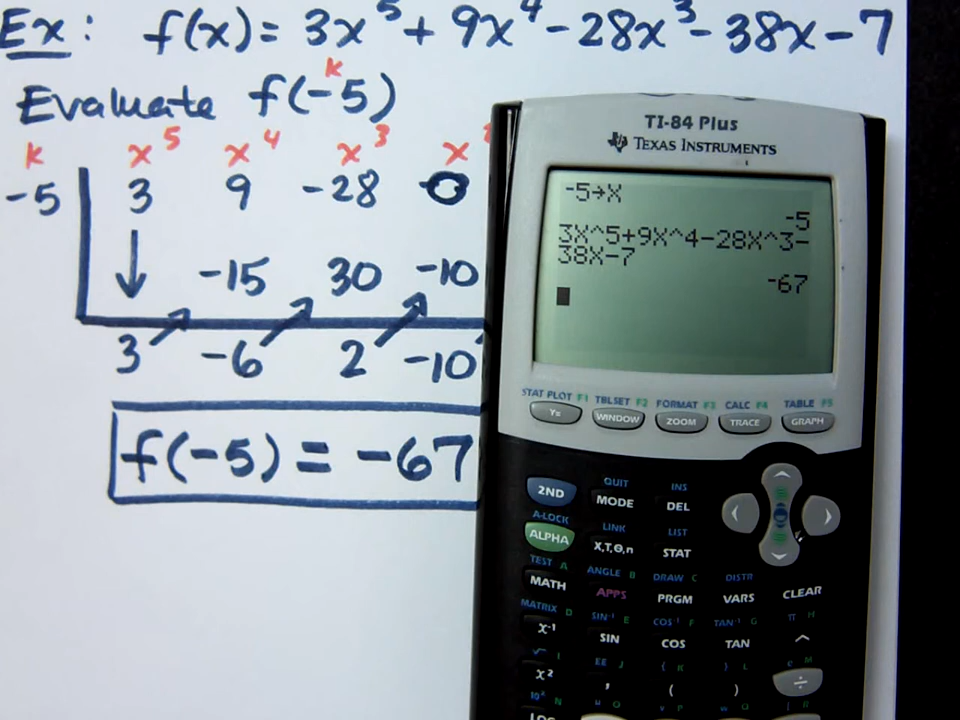 Ex: f(x) = 3x⁵ + 9x⁴ - 28x³ - 38x - 7
k
Evaluate f(-5)
k x⁵ x⁴ x³ x
-5 3 9 -28 0
-15 30 -10
3 -6 2 -10
f(-5) = -67
TI-84 Plus
TEXAS INSTRUMENTS
-5→X
-5
3X^5+9X^4-28X^3-
38X-7
-67
STAT PLOT F1 TBLSET F2 FORMAT F3 CALC F4 TABLE F5
Y= WINDOW ZOOM TRACE GRAPH
QUIT INS
2ND MODE DEL
A-LOCK LINK LIST
ALPHA X,T,Θ,n STAT
TEST A ANGLE B DRAW C DISTR
MATH APPS PRGM VARS CLEAR
MATRIX D SIN⁻¹ E COS⁻¹ F TAN⁻¹ G π H
x⁻¹ SIN COS TAN ^
√ I EE J { K } L e M
x² , ( ) ÷
10ˣ N u O v P w Q
LOG